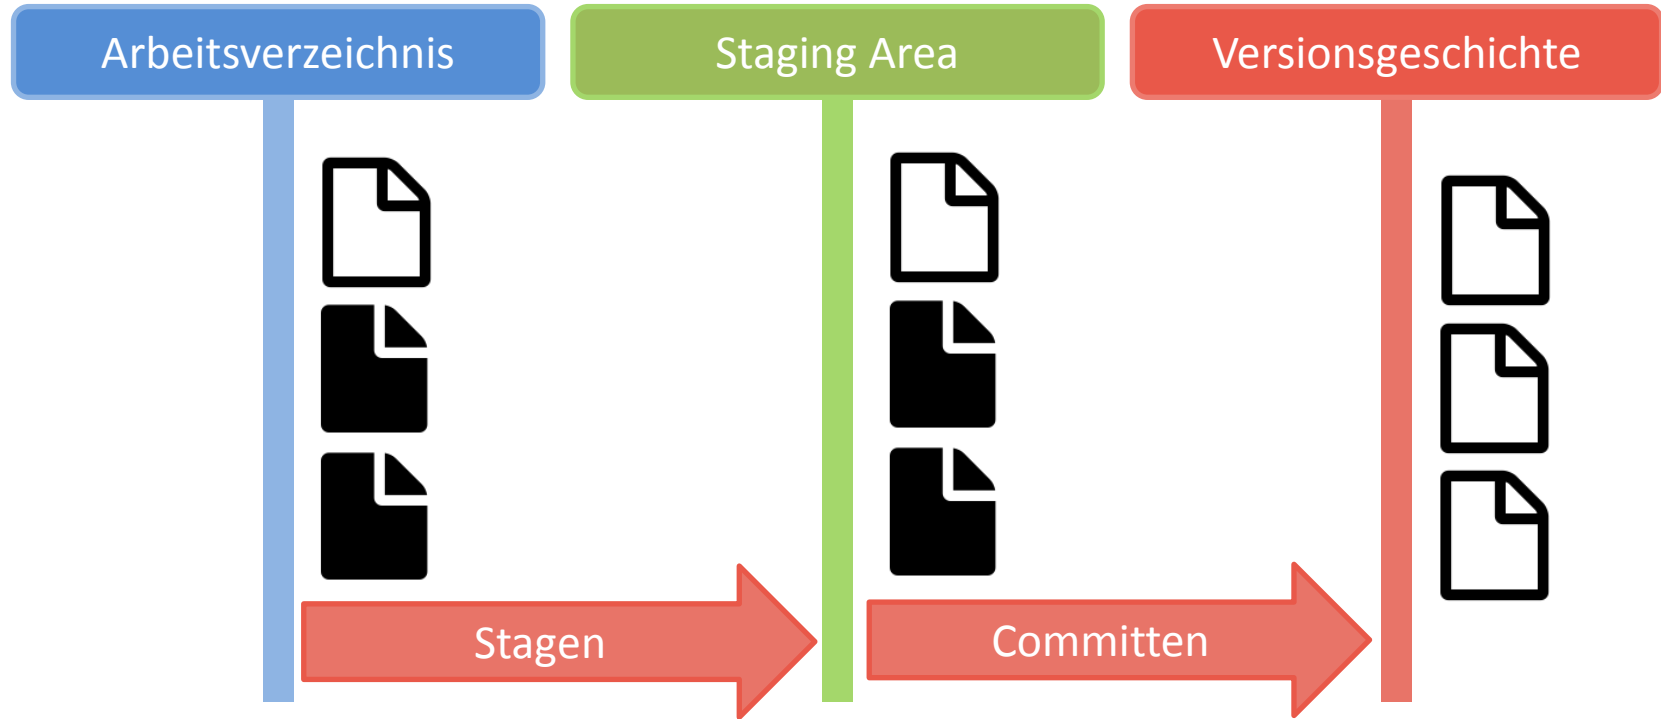 Arbeitsverzeichnis
Staging Area
Versionsgeschichte
Stagen
Committen